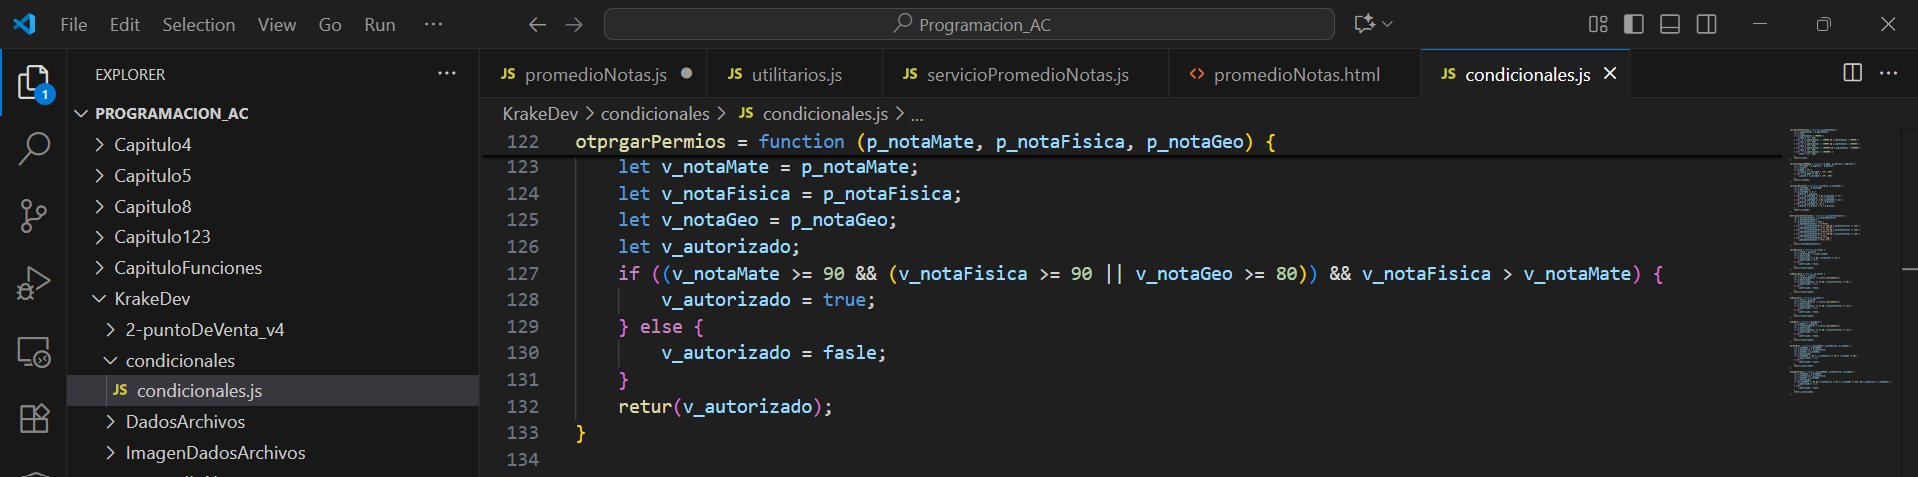 File Edit Selection View Go Run ··· Programacion_AC
EXPLORER ···
1
PROGRAMACION_AC
Capitulo4
Capitulo5
Capitulo8
Capitulo123
CapituloFunciones
KrakeDev
2-puntoDeVenta_v4
condicionales
JS condicionales.js
DadosArchivos
ImagenDadosArchivos
JS promedioNotas.js JS utilitarios.js JS servicioPromedioNotas.js <> promedioNotas.html JS condicionales.js
KrakeDev > condicionales > JS condicionales.js > ...
122 otprgarPermios = function (p_notaMate, p_notaFisica, p_notaGeo) {
123 let v_notaMate = p_notaMate;
124 let v_notaFisica = p_notaFisica;
125 let v_notaGeo = p_notaGeo;
126 let v_autorizado;
127 if ((v_notaMate >= 90 && (v_notaFisica >= 90 || v_notaGeo >= 80)) && v_notaFisica > v_notaMate) {
128 v_autorizado = true;
129 } else {
130 v_autorizado = fasle;
131 }
132 retur(v_autorizado);
133 }
134